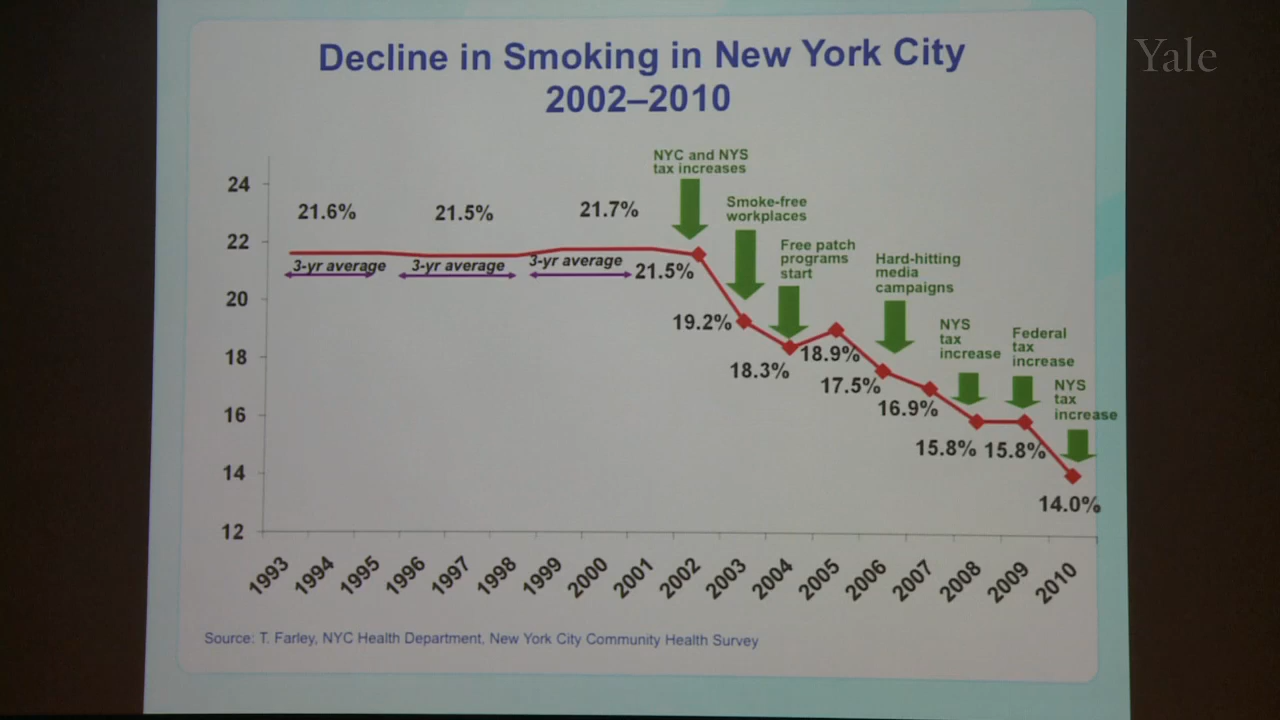 Yale
Decline in Smoking in New York City
2002–2010
NYC and NYS
tax increases
Smoke-free
workplaces
Free patch
programs
start
Hard-hitting
media
campaigns
NYS
tax
increase
Federal
tax
increase
NYS
tax
increase
24
22
20
18
16
14
12
21.6%
21.5%
21.7%
3-yr average
3-yr average
3-yr average
21.5%
19.2%
18.3%
18.9%
17.5%
16.9%
15.8%
15.8%
14.0%
1993
1994
1995
1996
1997
1998
1999
2000
2001
2002
2003
2004
2005
2006
2007
2008
2009
2010
Source: T. Farley, NYC Health Department, New York City Community Health Survey